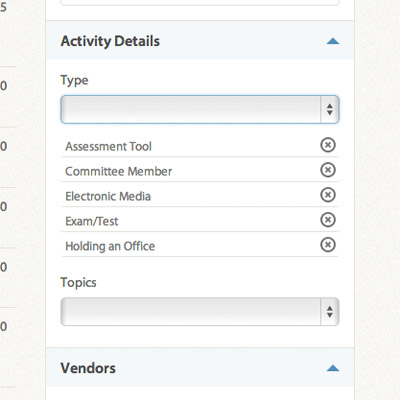 5
Activity Details
0
Type
0
Assessment Tool
Committee Member
Electronic Media
0
Exam/Test
Holding an Office
0
Topics
0
Vendors